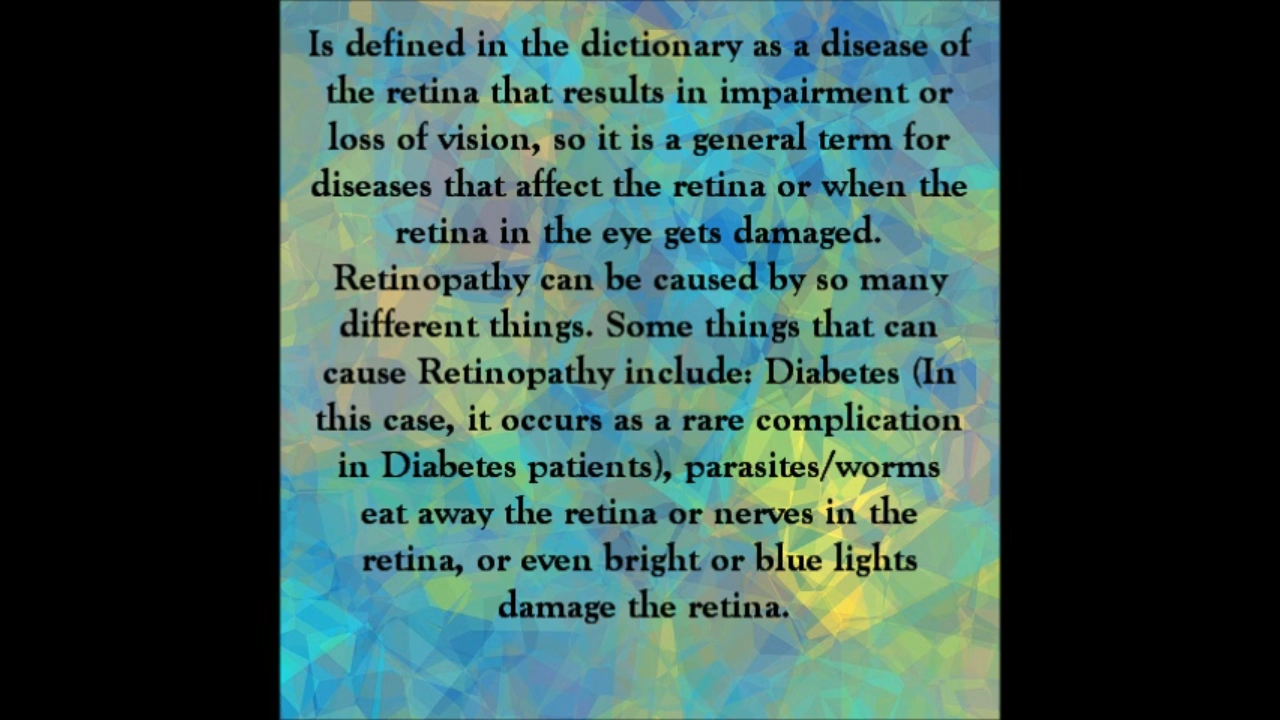 Is defined in the dictionary as a disease of
the retina that results in impairment or
loss of vision, so it is a general term for
diseases that affect the retina or when the
retina in the eye gets damaged.
Retinopathy can be caused by so many
different things. Some things that can
cause Retinopathy include: Diabetes (In
this case, it occurs as a rare complication
in Diabetes patients), parasites/worms
eat away the retina or nerves in the
retina, or even bright or blue lights
damage the retina.